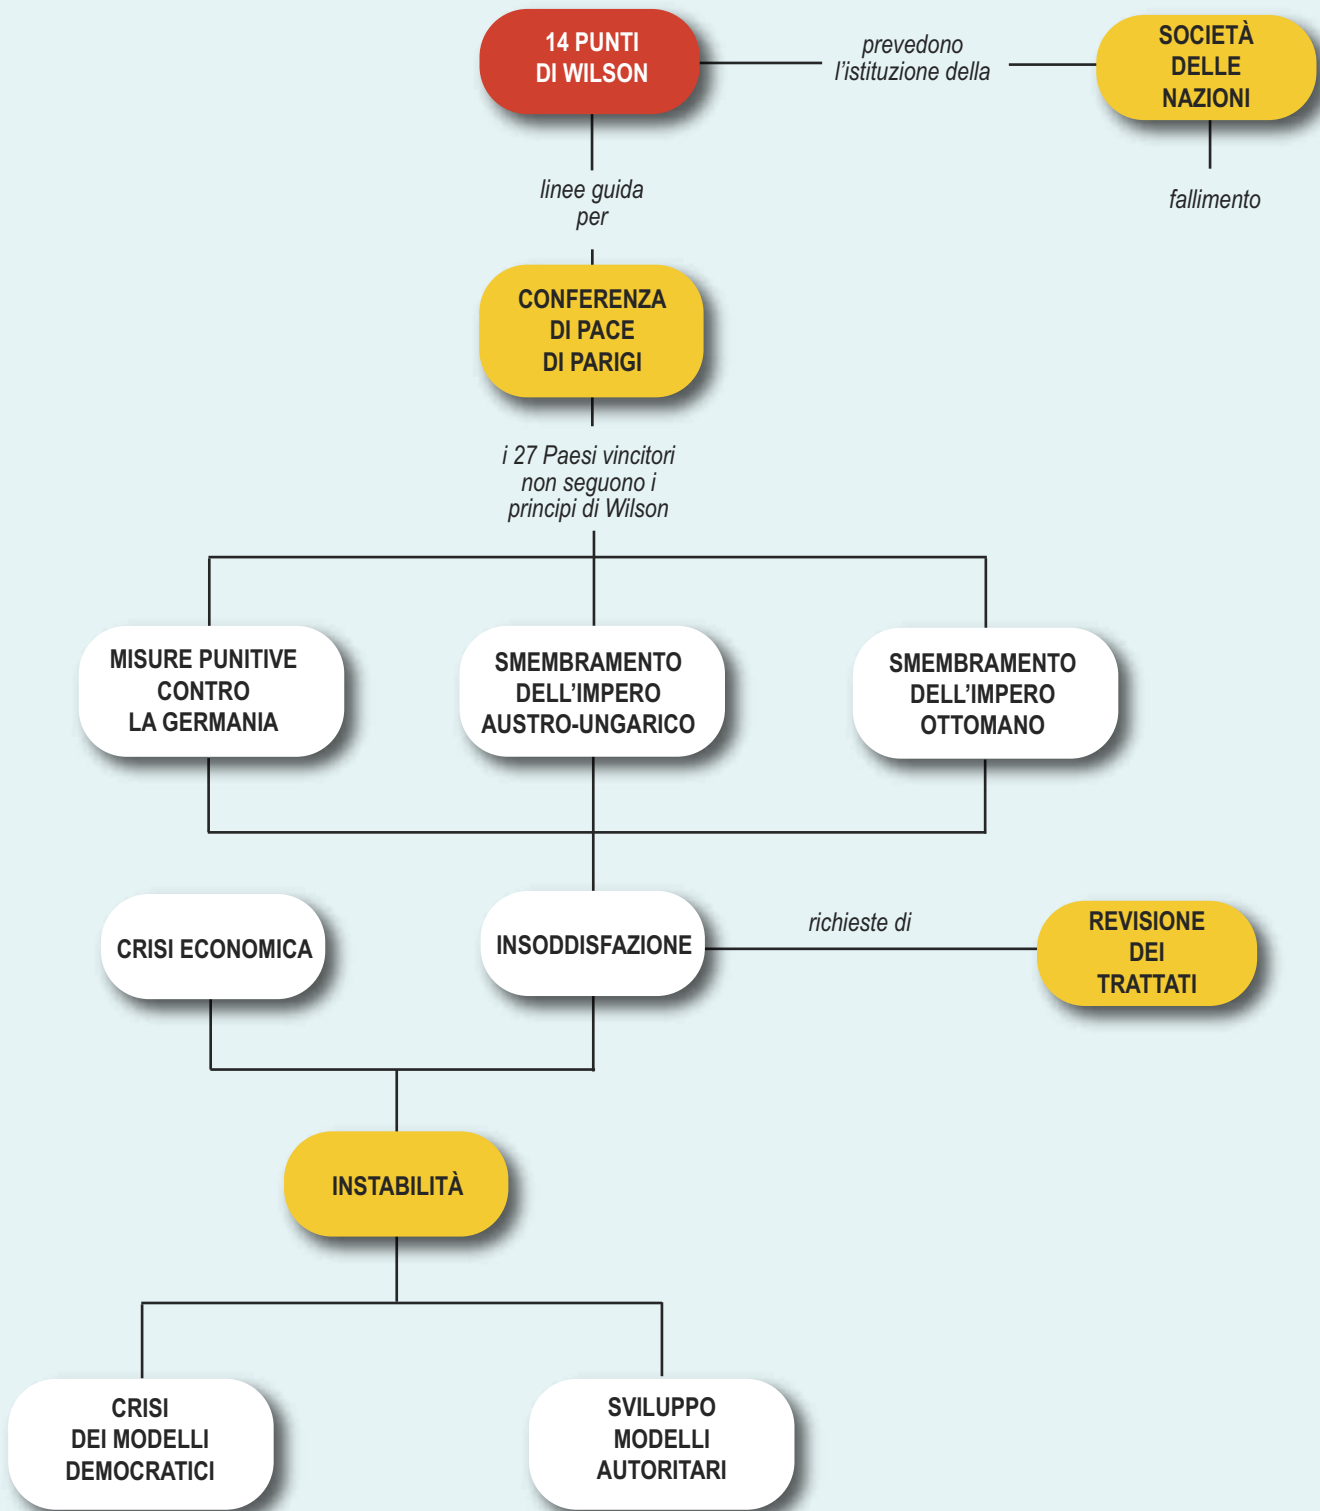 14 PUNTI
DI WILSON
prevedono
l'istituzione della
SOCIETÀ
DELLE
NAZIONI
linee guida
per
fallimento
CONFERENZA
DI PACE
DI PARIGI
i 27 Paesi vincitori
non seguono i
principi di Wilson
MISURE PUNITIVE
CONTRO
LA GERMANIA
SMEMBRAMENTO
DELL'IMPERO
AUSTRO-UNGARICO
SMEMBRAMENTO
DELL'IMPERO
OTTOMANO
CRISI ECONOMICA
INSODDISFAZIONE
richieste di
REVISIONE
DEI
TRATTATI
INSTABILITÀ
CRISI
DEI MODELLI
DEMOCRATICI
SVILUPPO
MODELLI
AUTORITARI